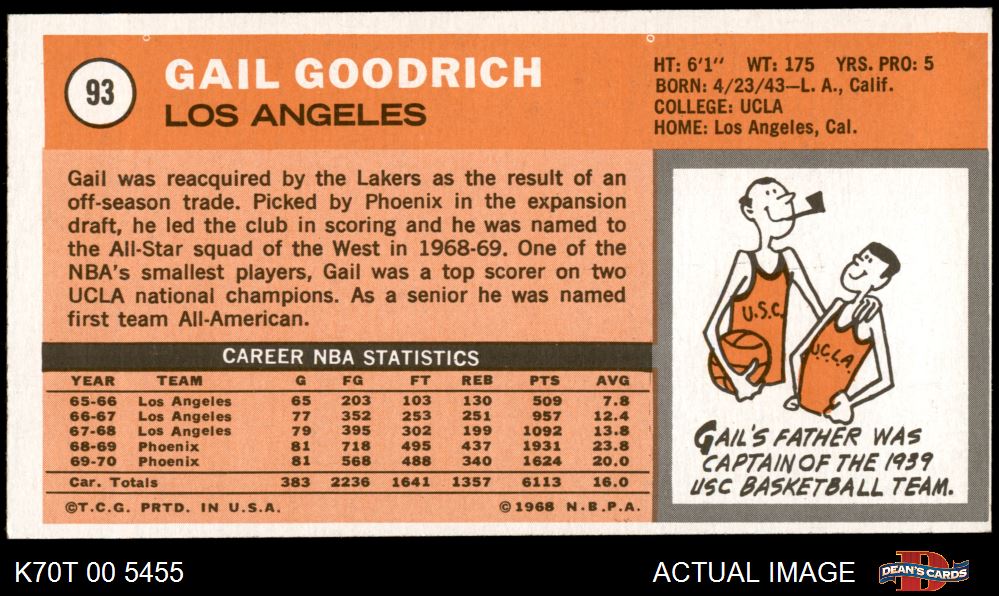 93
GAIL GOODRICH
LOS ANGELES
HT: 6'1" WT: 175 YRS. PRO: 5
BORN: 4/23/43—L. A., Calif.
COLLEGE: UCLA
HOME: Los Angeles, Cal.
Gail was reacquired by the Lakers as the result of an
off-season trade. Picked by Phoenix in the expansion
draft, he led the club in scoring and he was named to
the All-Star squad of the West in 1968-69. One of the
NBA's smallest players, Gail was a top scorer on two
UCLA national champions. As a senior he was named
first team All-American.
CAREER NBA STATISTICS
YEAR TEAM G FG FT REB PTS AVG
65-66 Los Angeles 65 203 103 130 509 7.8
66-67 Los Angeles 77 352 253 251 957 12.4
67-68 Los Angeles 79 395 302 199 1092 13.8
68-69 Phoenix 81 718 495 437 1931 23.8
69-70 Phoenix 81 568 488 340 1624 20.0
Car. Totals 383 2236 1641 1357 6113 16.0
©T.C.G. PRTD. IN U.S.A. ©1968 N.B.P.A.
U.S.C.
U.C.L.A.
GAIL'S FATHER WAS
CAPTAIN OF THE 1939
USC BASKETBALL TEAM.
K70T 00 5455
ACTUAL IMAGE
D
DEAN'S CARDS